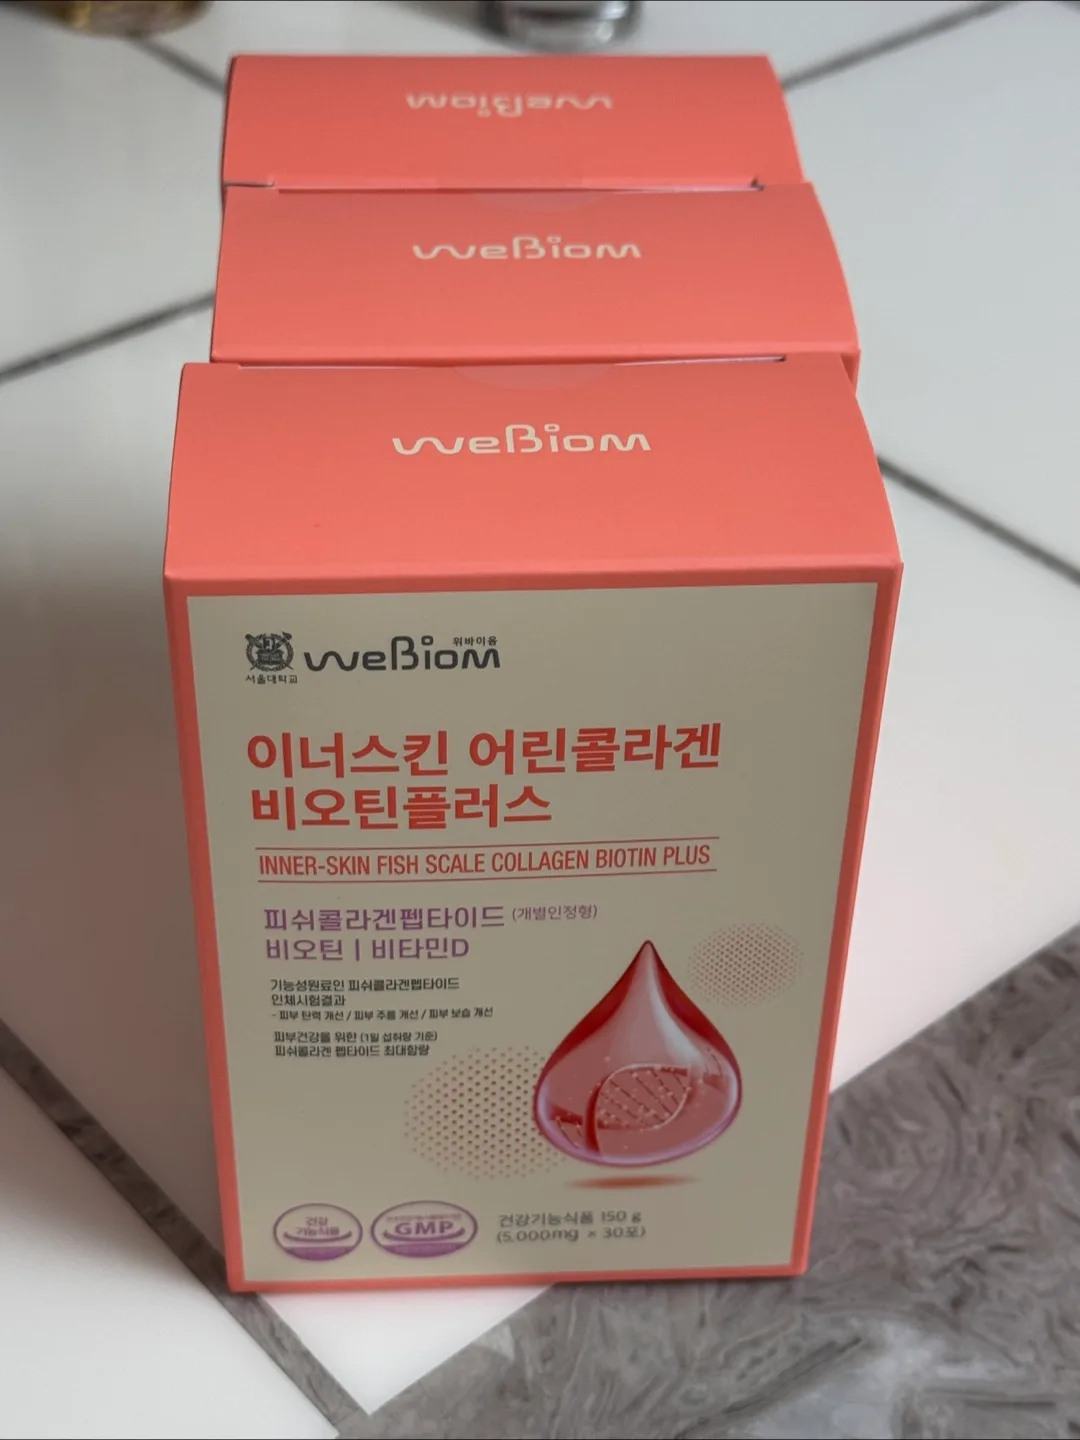 weBiom
weBiom
weBiom
위바이옴
weBiom
서울대학교
이너스킨 어린콜라겐
비오틴플러스
INNER-SKIN FISH SCALE COLLAGEN BIOTIN PLUS
피쉬콜라겐펩타이드 (개별인정형)
비오틴 | 비타민D
기능성원료인 피쉬콜라겐펩타이드
인체시험결과
- 피부 탄력 개선 / 피부 주름 개선 / 피부 보습 개선
피부건강을 위한 (1일 섭취량 기준)
피쉬콜라겐 펩타이드 최대함량
건강
기능식품
GMP
건강기능식품 150 g
(5,000mg × 30포)